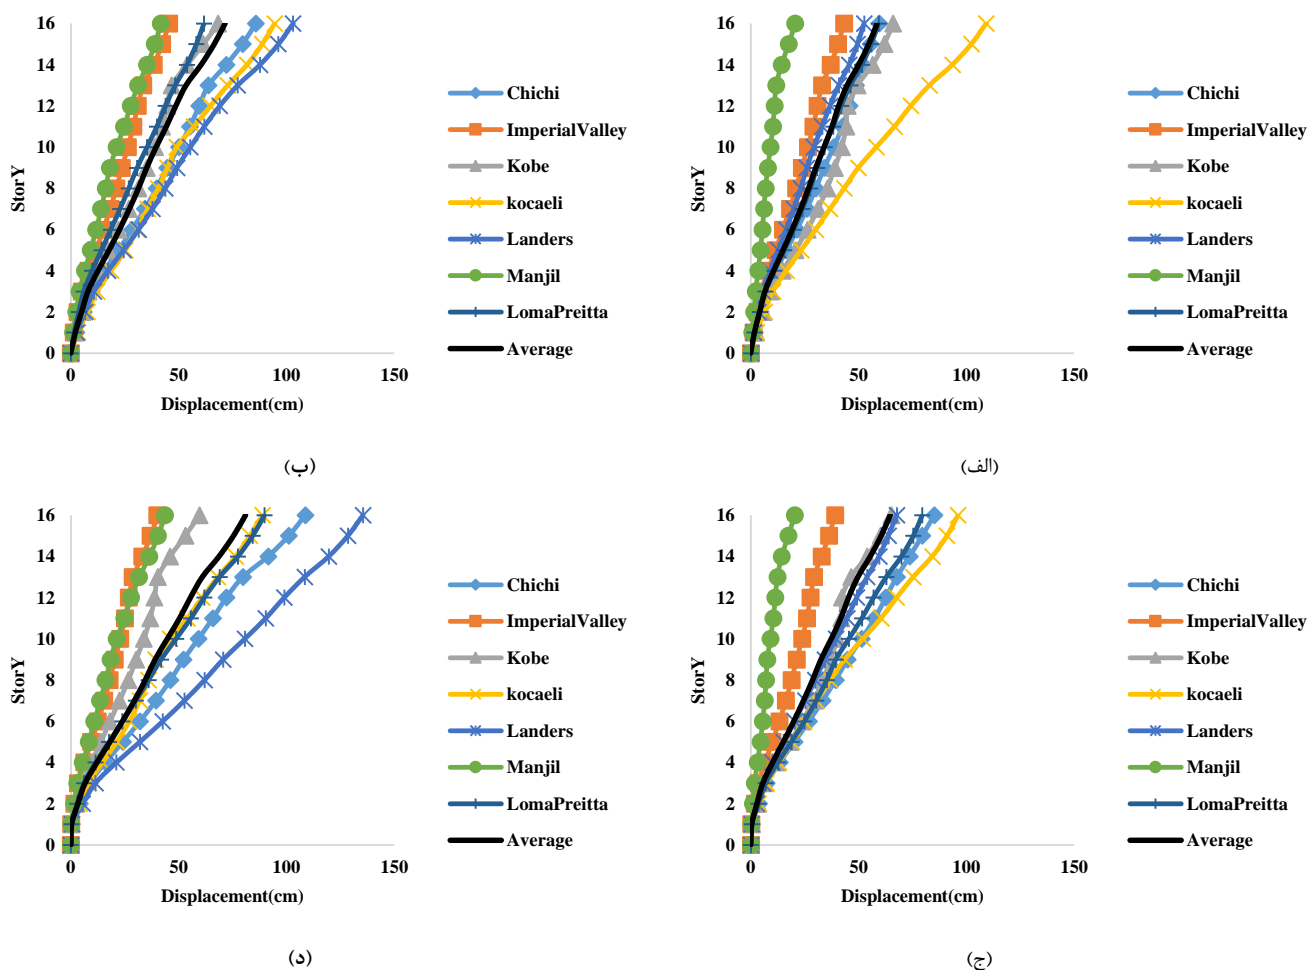 16
14
12
10
8
6
4
2
0
StorY
0
50
100
150
Displacement(cm)
Chichi
ImperialValley
Kobe
kocaeli
Landers
Manjil
LomaPreitta
Average
(ب)
16
14
12
10
8
6
4
2
0
StorY
0
50
100
150
Displacement(cm)
Chichi
ImperialValley
Kobe
kocaeli
Landers
Manjil
LomaPreitta
Average
(الف)
16
14
12
10
8
6
4
2
0
StorY
0
50
100
150
Displacement(cm)
Chichi
ImperialValley
Kobe
kocaeli
Landers
Manjil
LomaPreitta
Average
(د)
16
14
12
10
8
6
4
2
0
StorY
0
50
100
150
Displacement(cm)
Chichi
ImperialValley
Kobe
kocaeli
Landers
Manjil
LomaPreitta
Average
(ج)